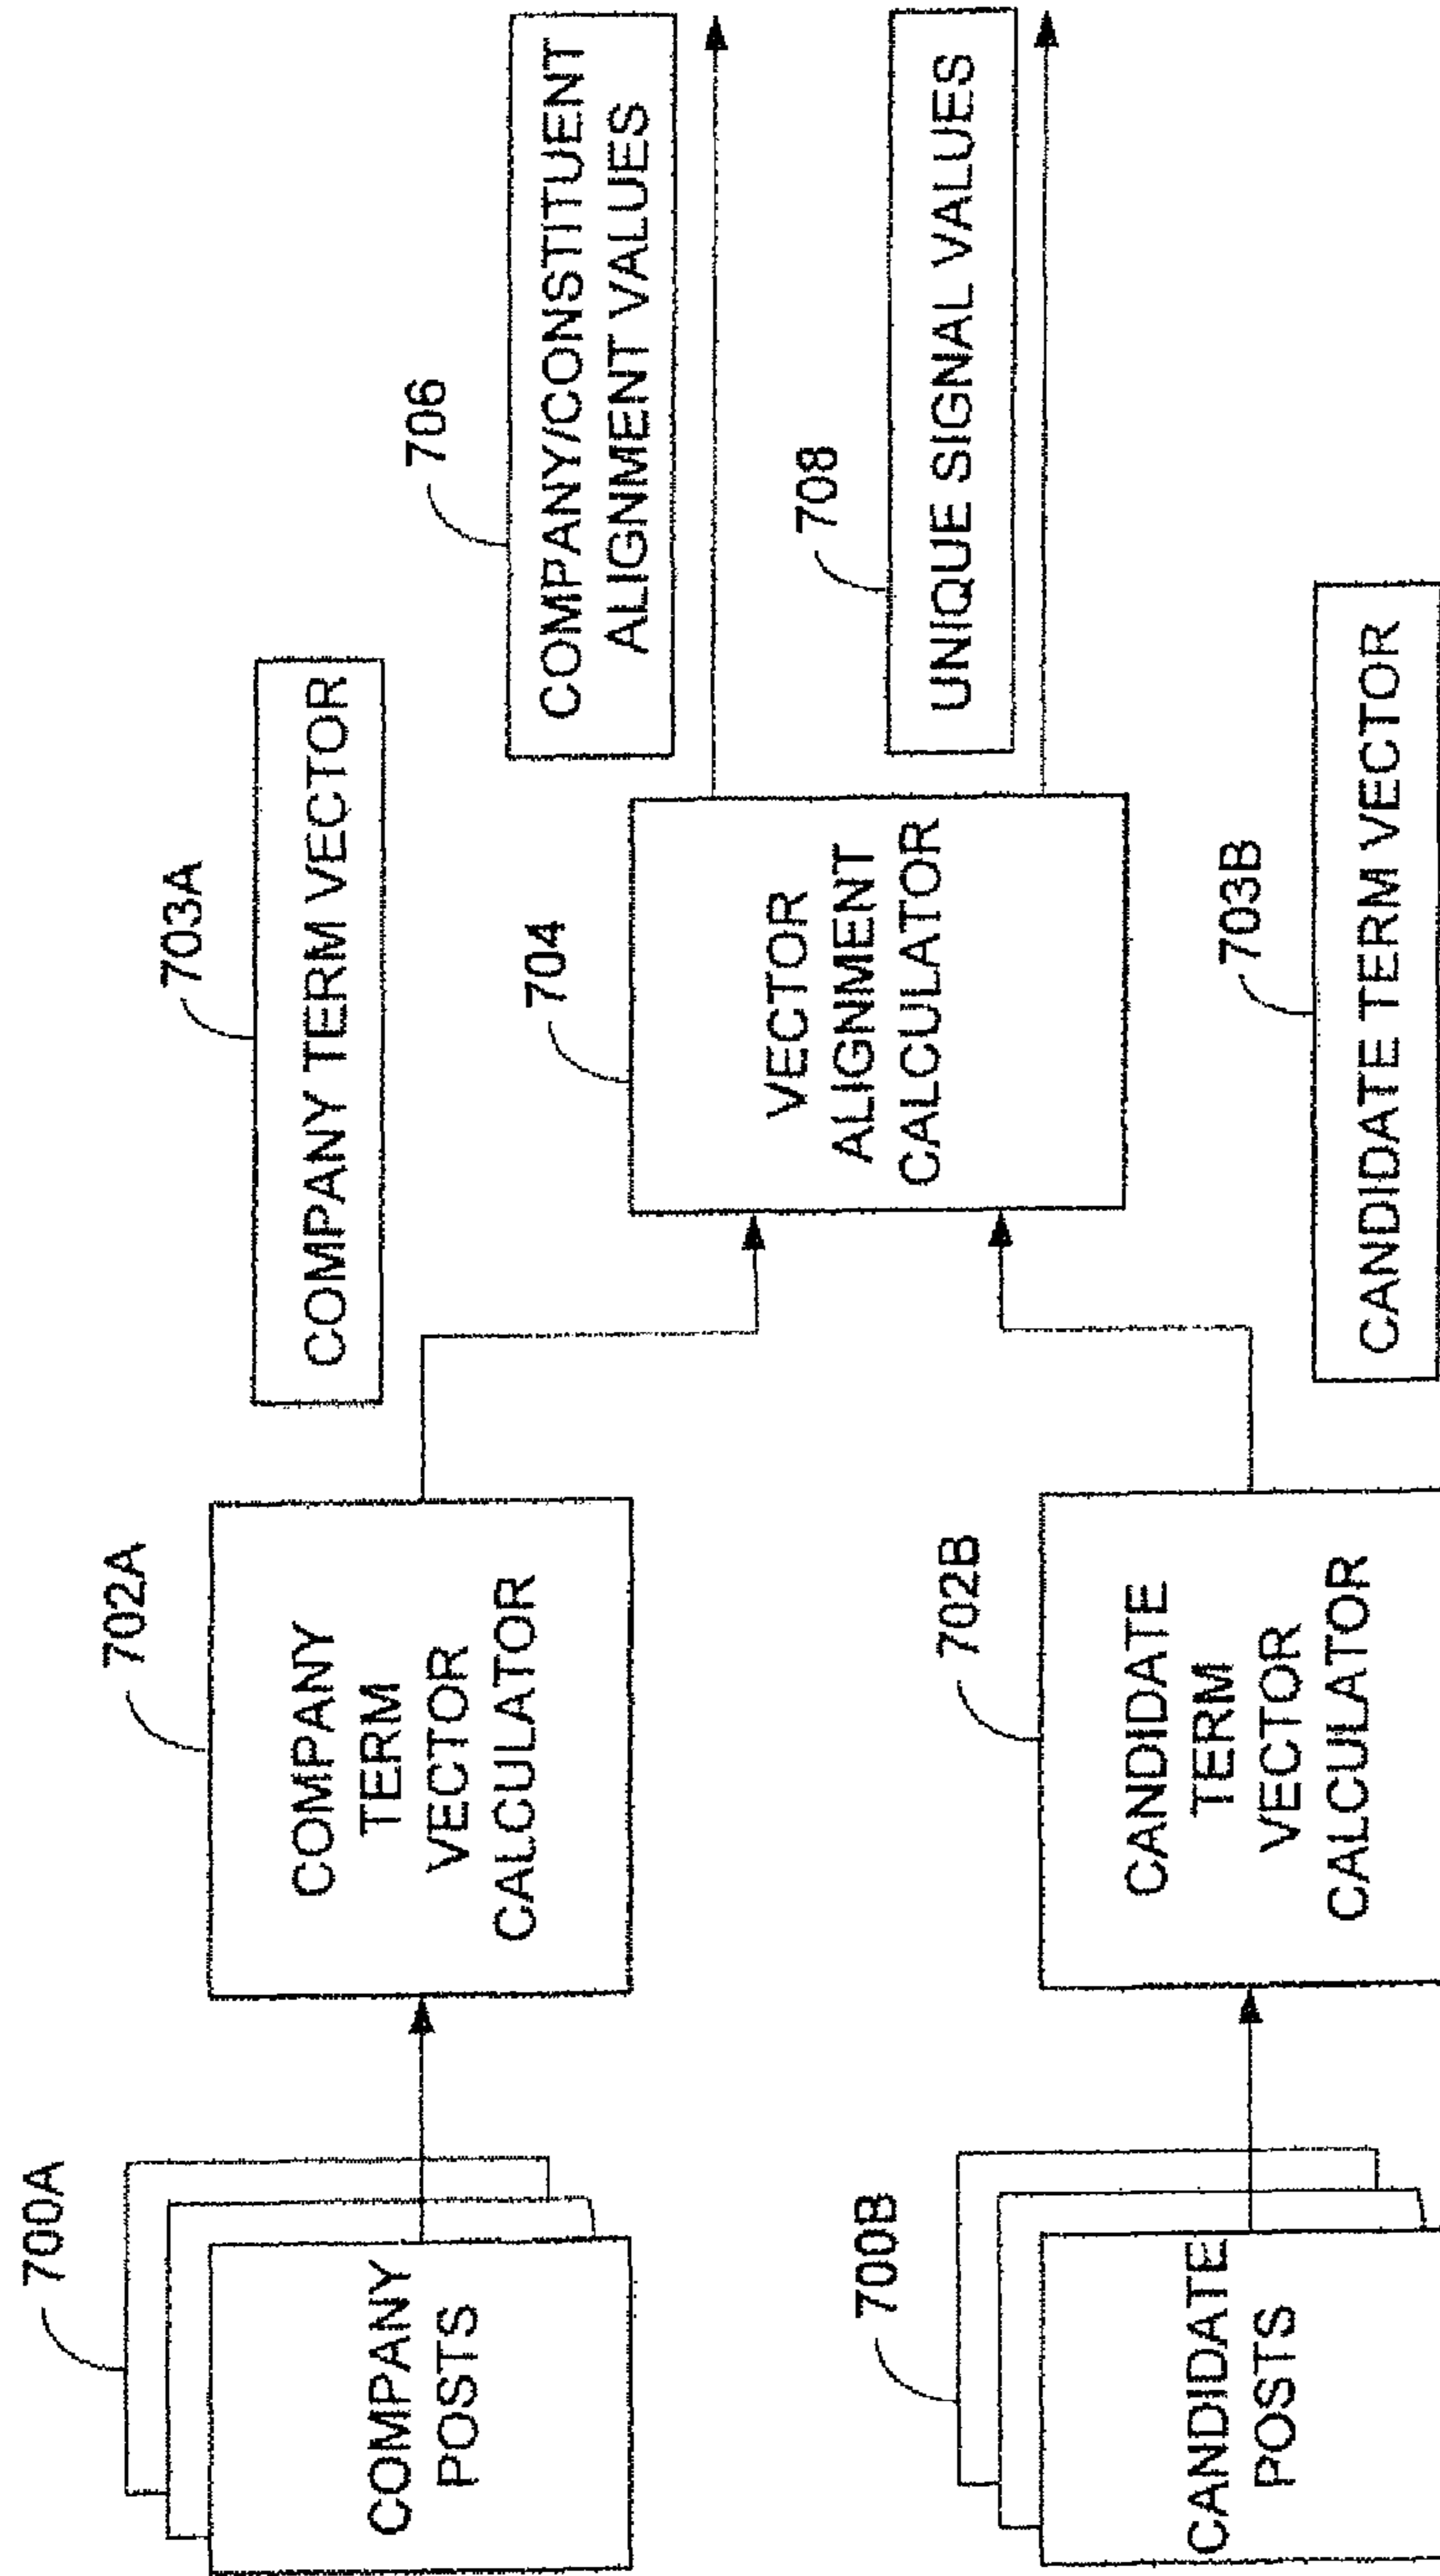 700A
COMPANY
POSTS
702A
COMPANY
TERM
VECTOR
CALCULATOR
703A
COMPANY TERM VECTOR
704
VECTOR
ALIGNMENT
CALCULATOR
706
COMPANY/CONSTITUENT
ALIGNMENT VALUES
708
UNIQUE SIGNAL VALUES
700B
CANDIDATE
POSTS
702B
CANDIDATE
TERM
VECTOR
CALCULATOR
703B
CANDIDATE TERM VECTOR